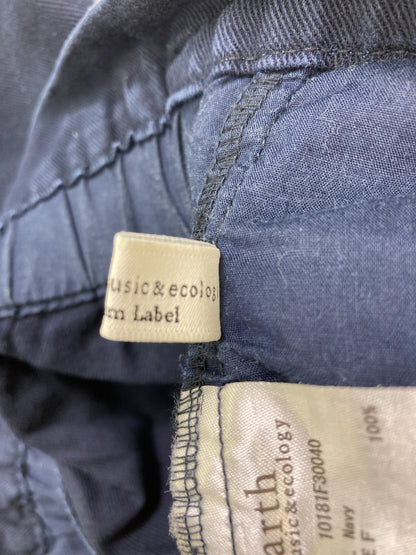 usic&ecolog
m Label
arth
usic&ecology
10181F30040
Navy
F
100%